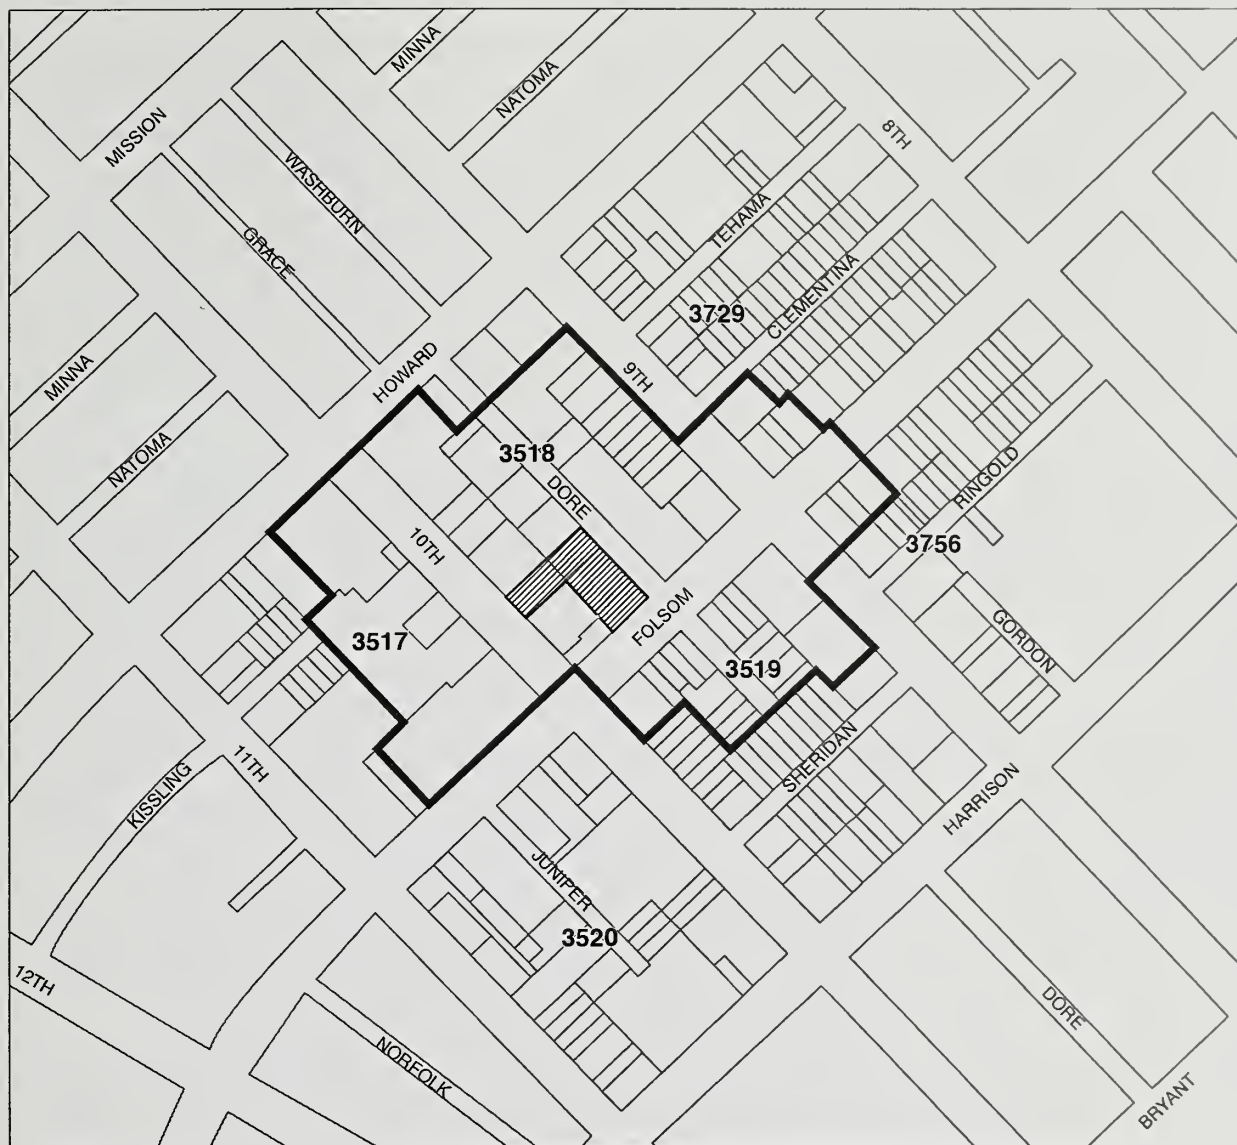 MINNA
NATOMA
MISSION
8TH
WASHBURN
TEHAMA
GRACE
CLEMENTINA
3729
HOWARD
MINNA
9TH
3518
NATOMA
RINGOLD
DORE
10TH
3756
FOLSOM
GORDON
3517
3519
SHERIDAN
11TH
KISSLING
HARRISON
JUNIPER
3520
12TH
DORE
NORFOLK
BRYANT